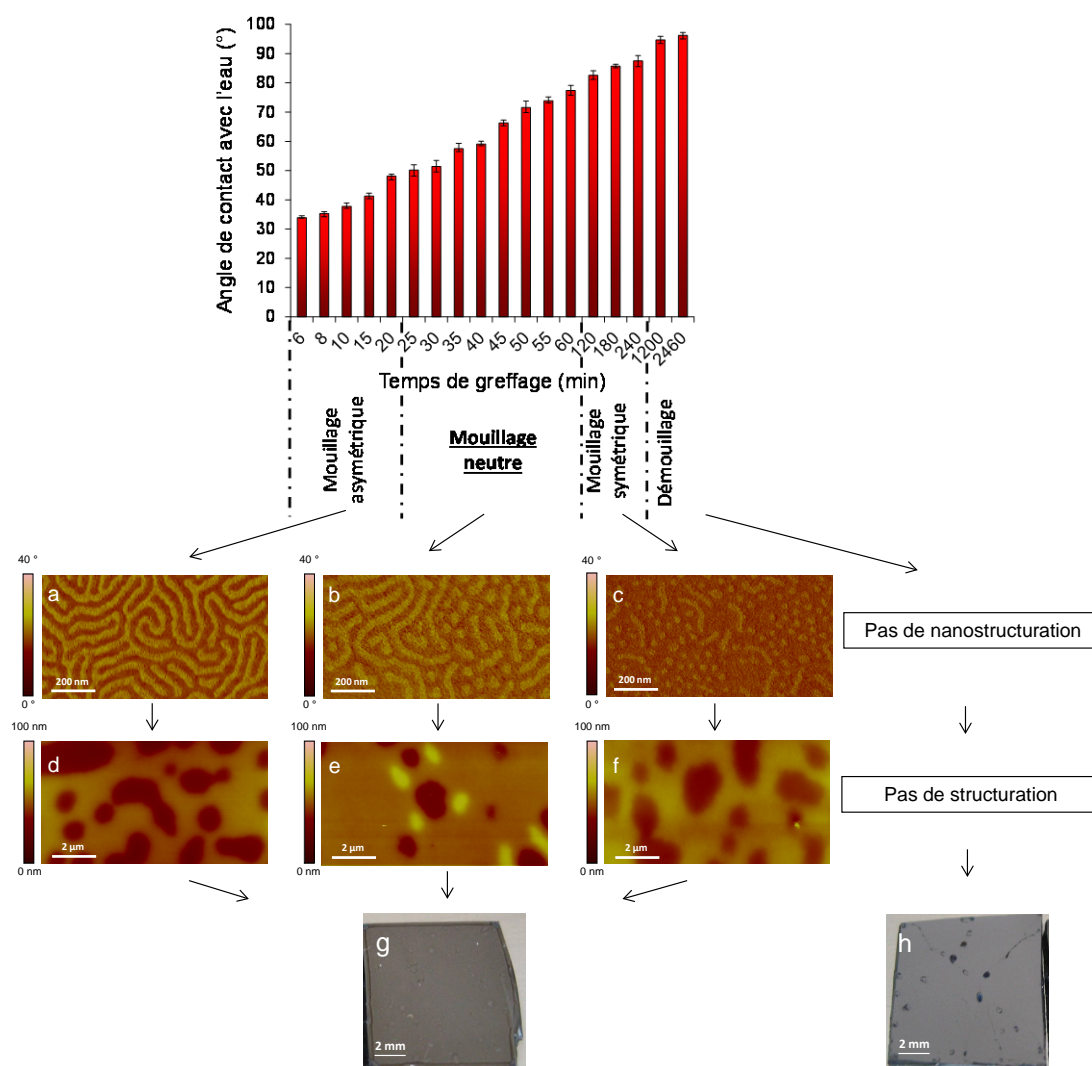 100
90
80
70
60
50
40
30
20
10
0
Angle de contact avec l'eau (°)
6 8 10 15 20 25 30 35 40 45 50 55 60 120 180 240 1200 2460
Temps de greffage (min)
Mouillage
asymétrique
Mouillage
neutre
Mouillage
symétrique
Démouillage
40 °
a
200 nm
0 °
40 °
b
200 nm
0 °
40 °
c
200 nm
0 °
Pas de nanostructuration
100 nm
d
2 µm
0 nm
100 nm
e
2 µm
0 nm
100 nm
f
2 µm
0 nm
Pas de structuration
g
2 mm
h
2 mm